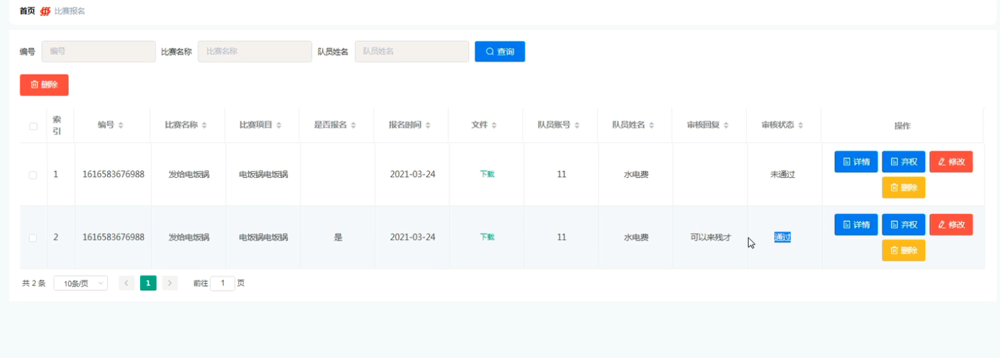 首页 比赛报名
编号 编号 比赛名称 比赛名称 队员姓名 队员姓名 查询
删除
索引 编号 比赛名称 比赛项目 是否报名 报名时间 文件 队员账号 队员姓名 审核回复 审核状态 操作
1 1616583676988 发给电饭锅 电饭锅电饭锅 2021-03-24 下载 11 水电费 未通过 详情 弃权 修改
删除
2 1616583676988 发给电饭锅 电饭锅电饭锅 是 2021-03-24 下载 11 水电费 可以来残才 通过 详情 弃权 修改
删除
共 2 条 10条/页 1 前往 1 页